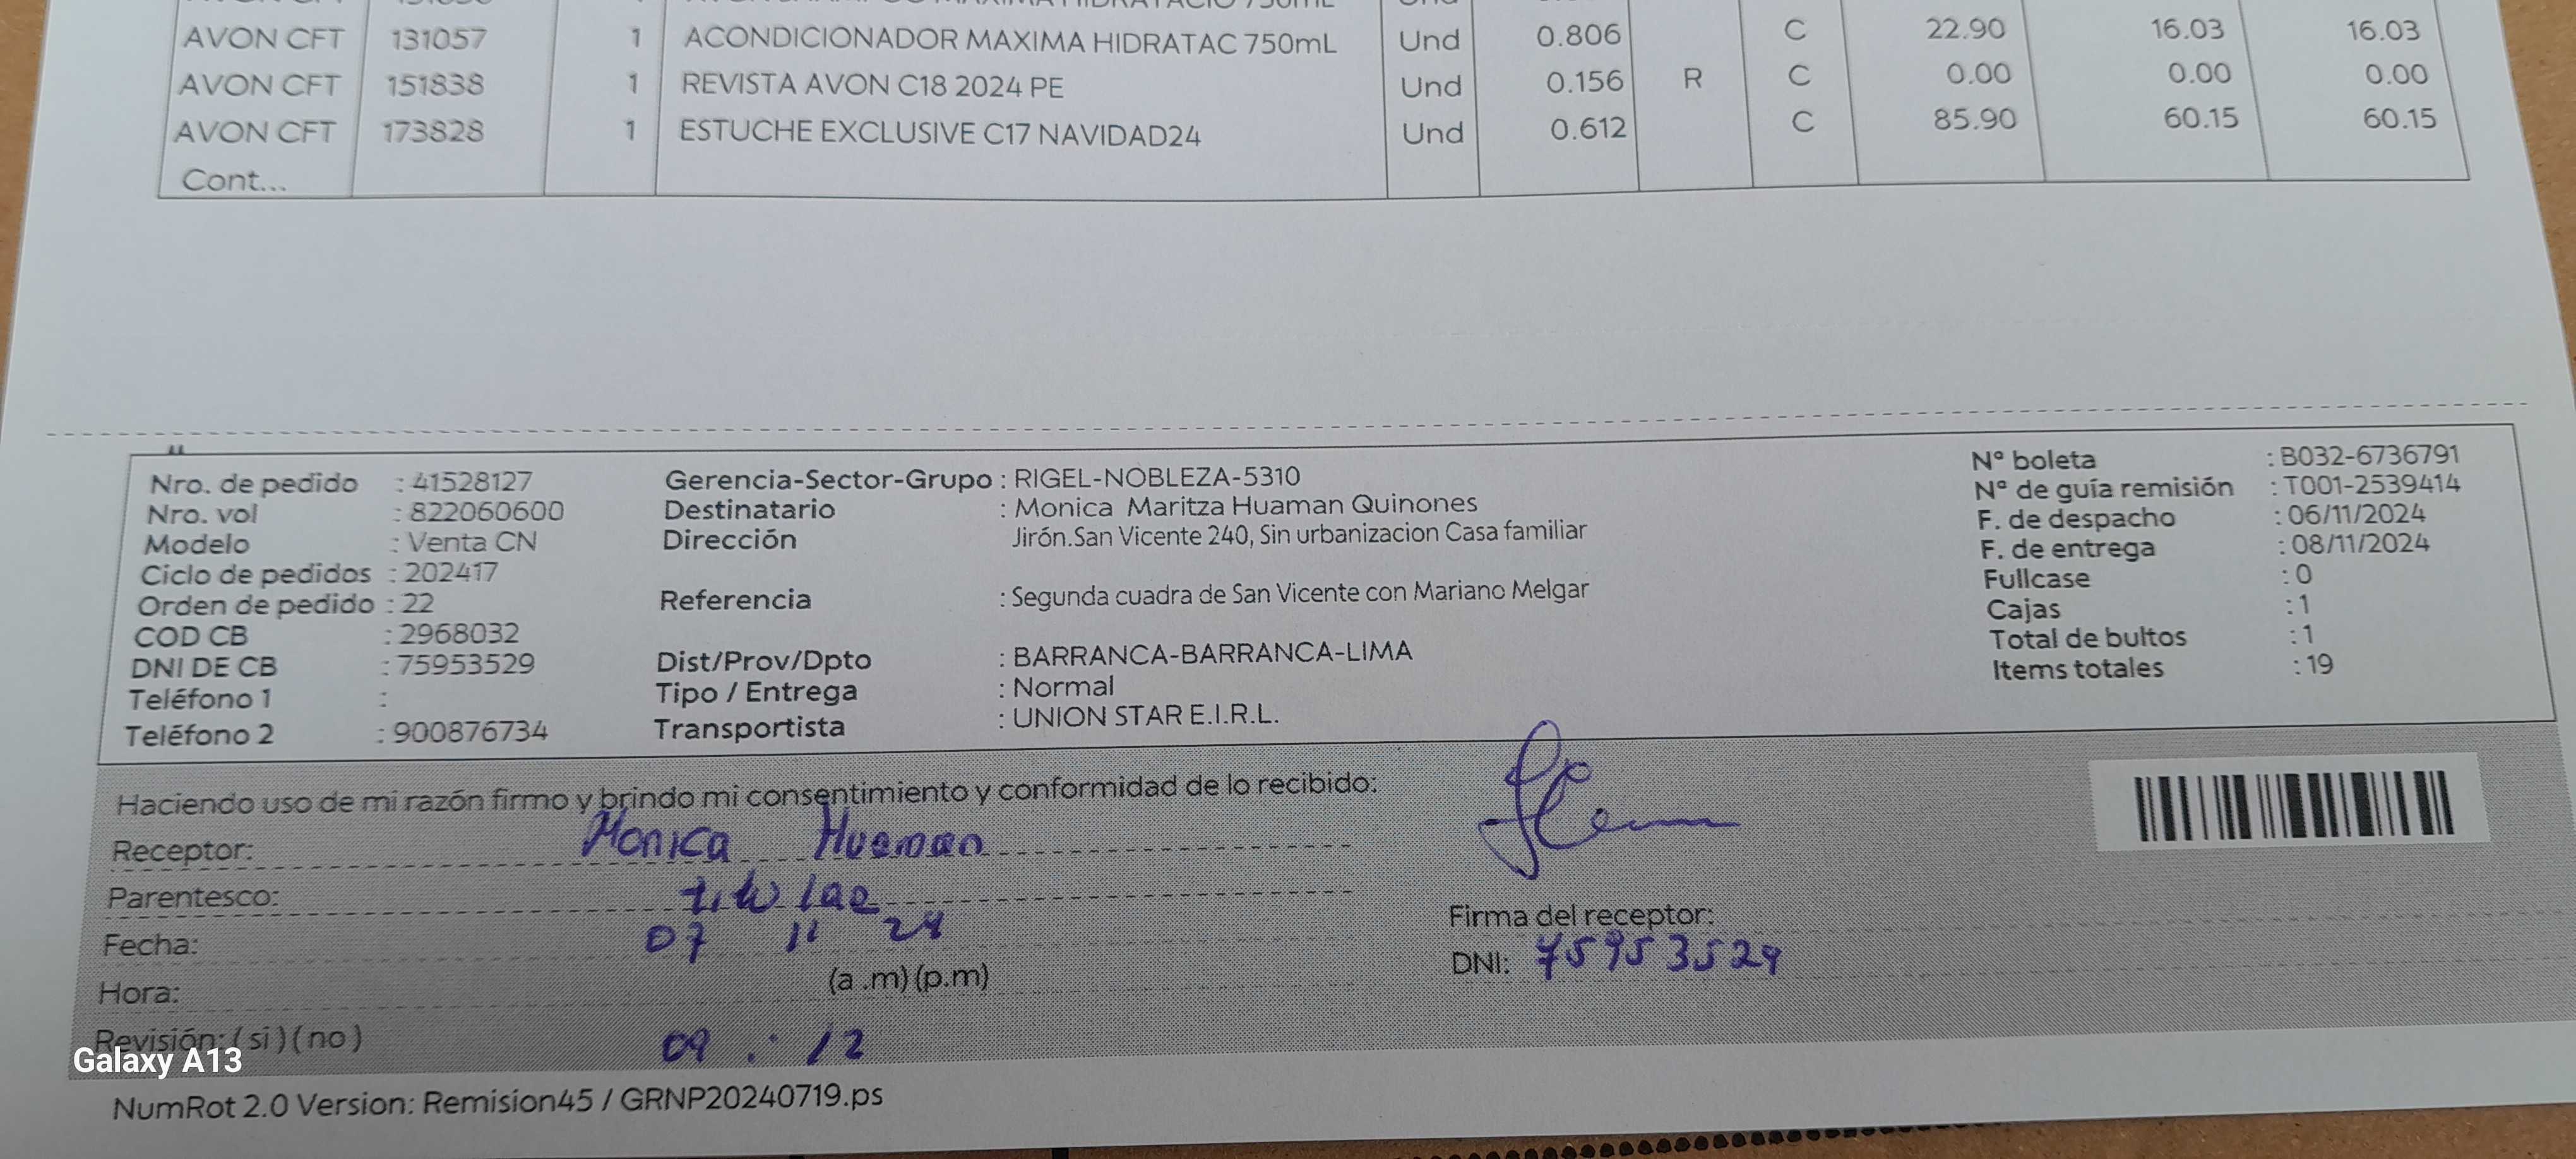 AVON CFT 131057 1 ACONDICIONADOR MAXIMA HIDRATAC 750mL Und 0.806 C 22.90 16.03 16.03
AVON CFT 151838 1 REVISTA AVON C18 2024 PE Und 0.156 R C 0.00 0.00 0.00
AVON CFT 173828 1 ESTUCHE EXCLUSIVE C17 NAVIDAD24 Und 0.612 C 85.90 60.15 60.15
Cont...
Nro. de pedido : 41528127
Nro. vol : 822060600
Modelo : Venta CN
Ciclo de pedidos : 202417
Orden de pedido : 22
COD CB : 2968032
DNI DE CB : 75953529
Teléfono 1 :
Teléfono 2 : 900876734
Gerencia-Sector-Grupo : RIGEL-NOBLEZA-5310
Destinatario : Monica Maritza Huaman Quinones
Dirección Jirón.San Vicente 240, Sin urbanizacion Casa familiar
Referencia : Segunda cuadra de San Vicente con Mariano Melgar
Dist/Prov/Dpto : BARRANCA-BARRANCA-LIMA
Tipo / Entrega : Normal
Transportista : UNION STAR E.I.R.L.
Nº boleta : B032-6736791
Nº de guía remisión : T001-2539414
F. de despacho : 06/11/2024
F. de entrega : 08/11/2024
Fullcase : 0
Cajas : 1
Total de bultos : 1
Items totales : 19
Haciendo uso de mi razón firmo y brindo mi consentimiento y conformidad de lo recibido:
Receptor: Monica Huaman
Parentesco: titular
Fecha: 07 11 24
Hora: (a .m) (p.m)
Revisión: ( si ) ( no ) 09 : 12
Firma del receptor:
DNI: 75953529
Galaxy A13
NumRot 2.0 Version: Remision45 / GRNP20240719.ps